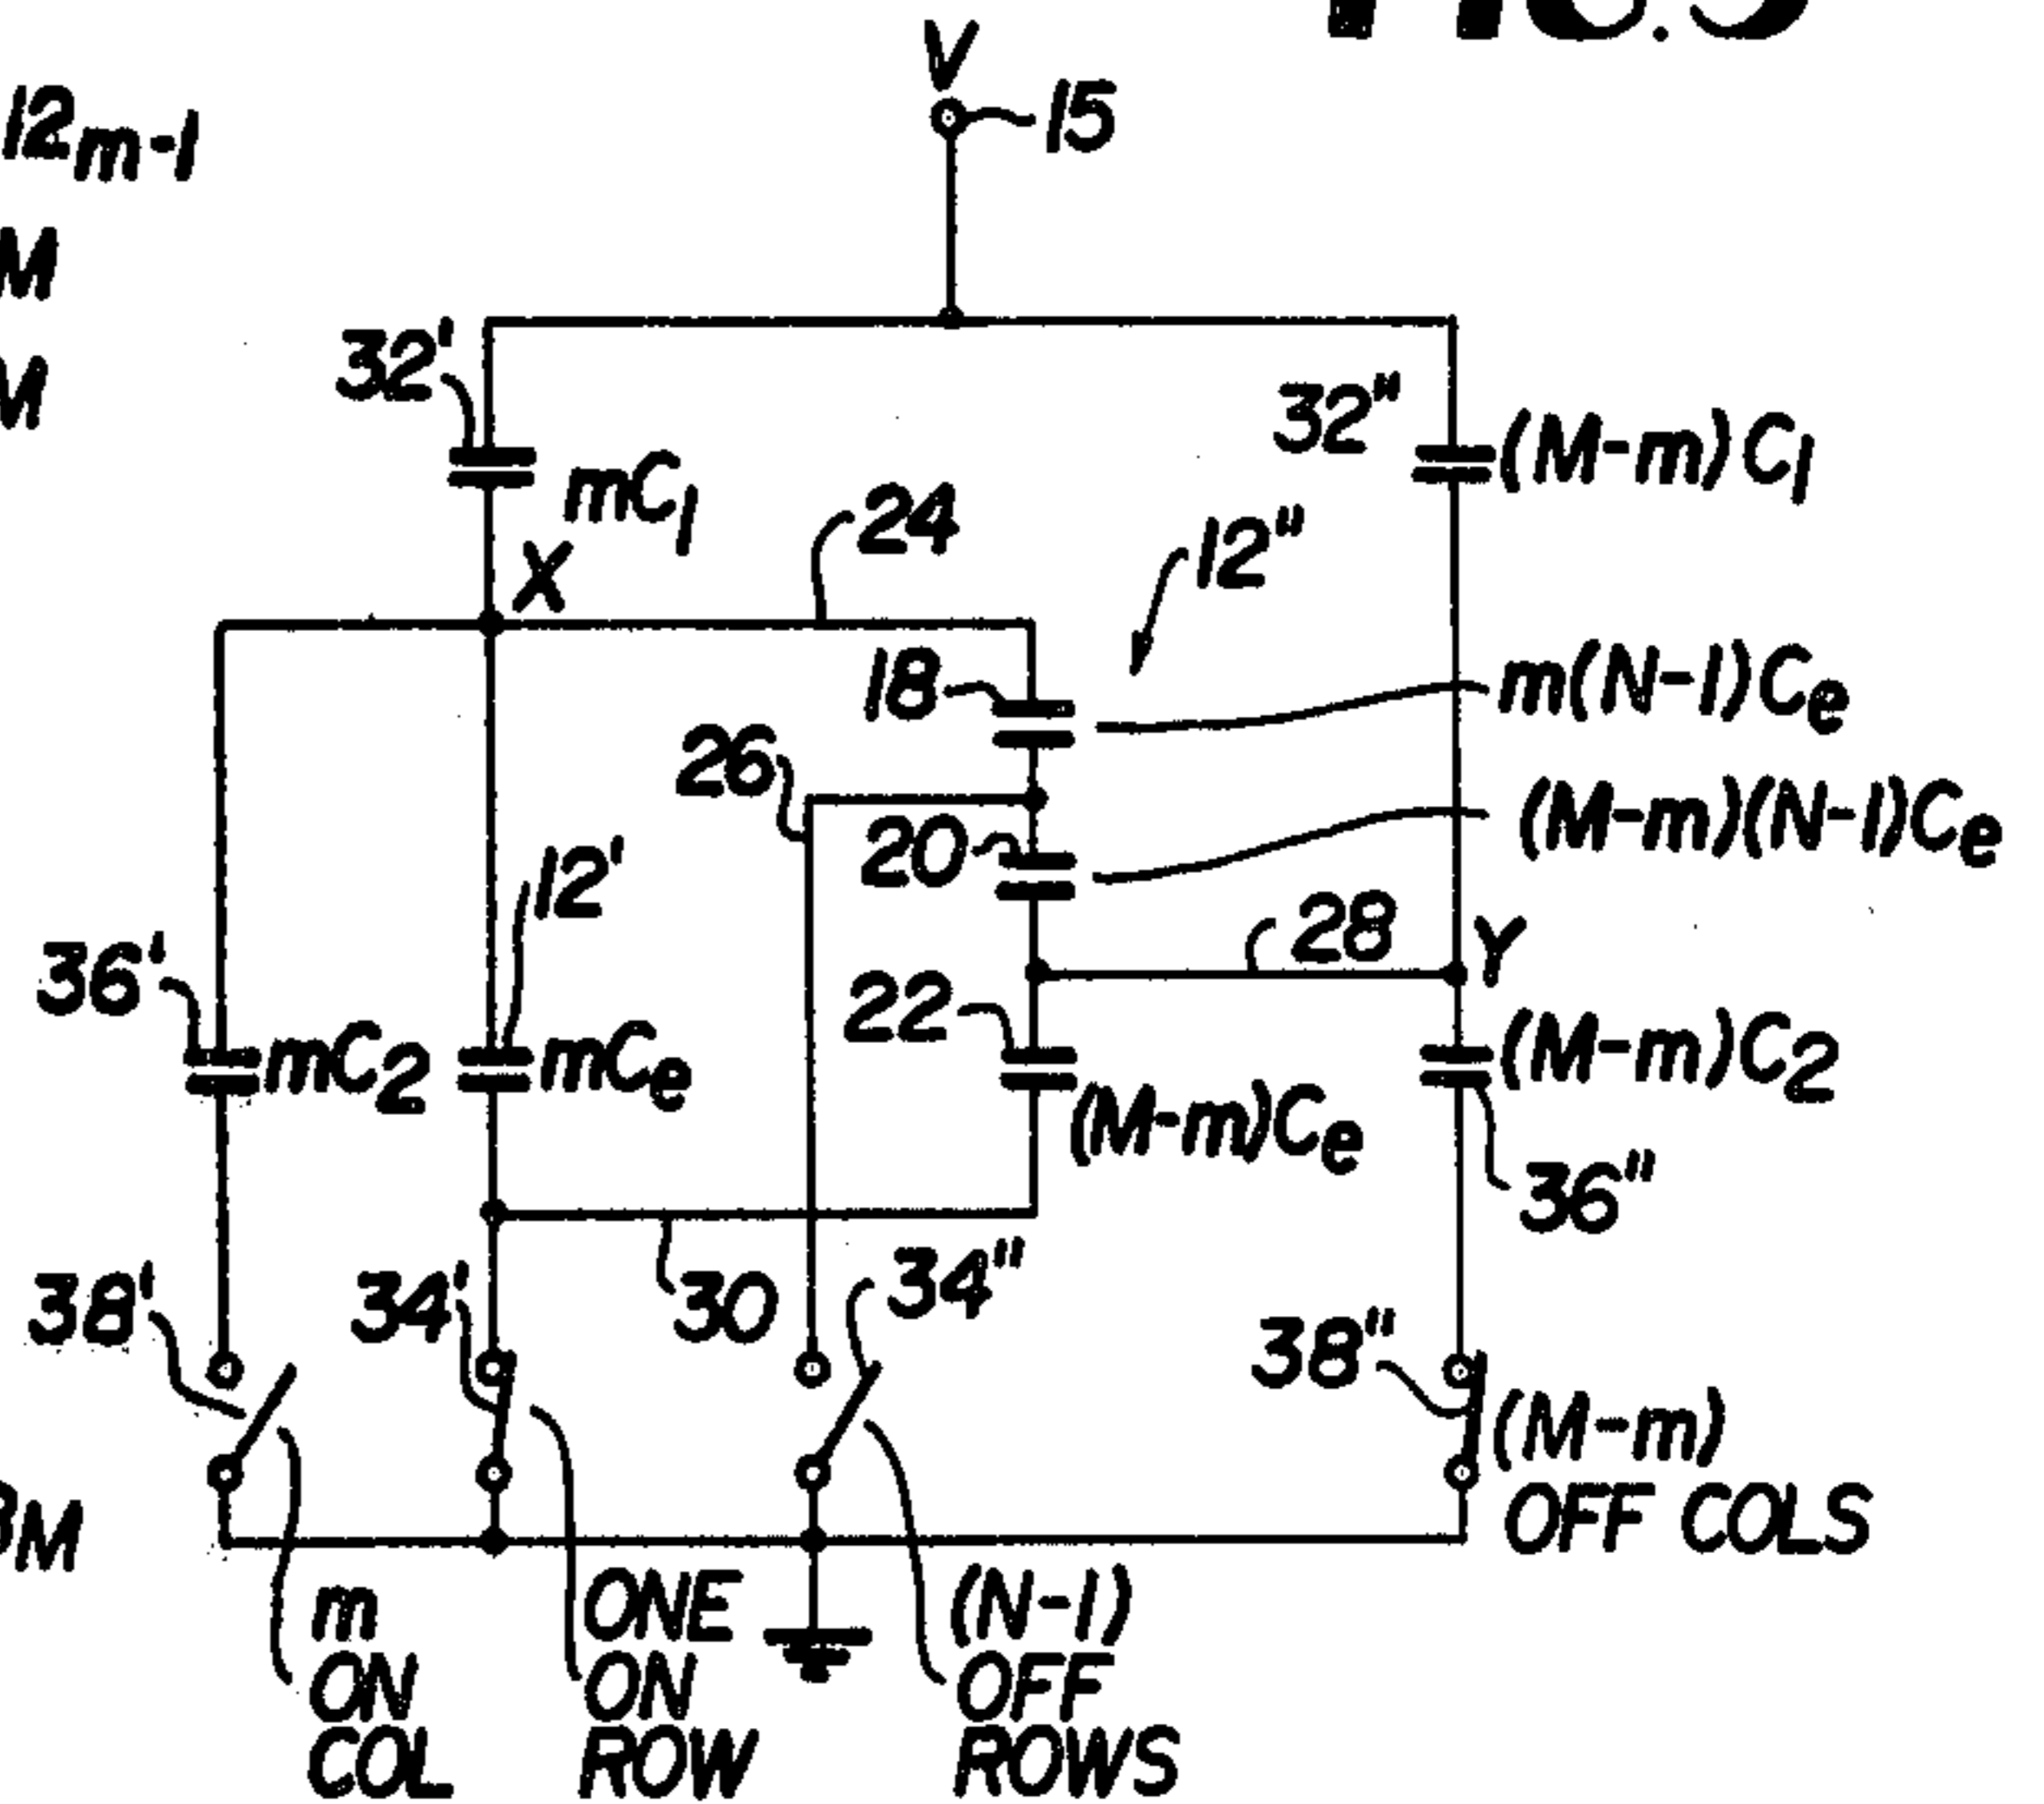 V
15
12m-1
M
32'
mC1
32"
(M-m)C1
X
24
12"
18
m(N-1)Ce
26
20
(M-m)(N-1)Ce
12'
28
Y
36'
mC2
mCe
22
(M-m)Ce
(M-m)C2
36"
38'
34'
30
34"
38"
(M-m)
OFF COLS
m
ON
COL
ONE
ON
ROW
(N-1)
OFF
ROWS